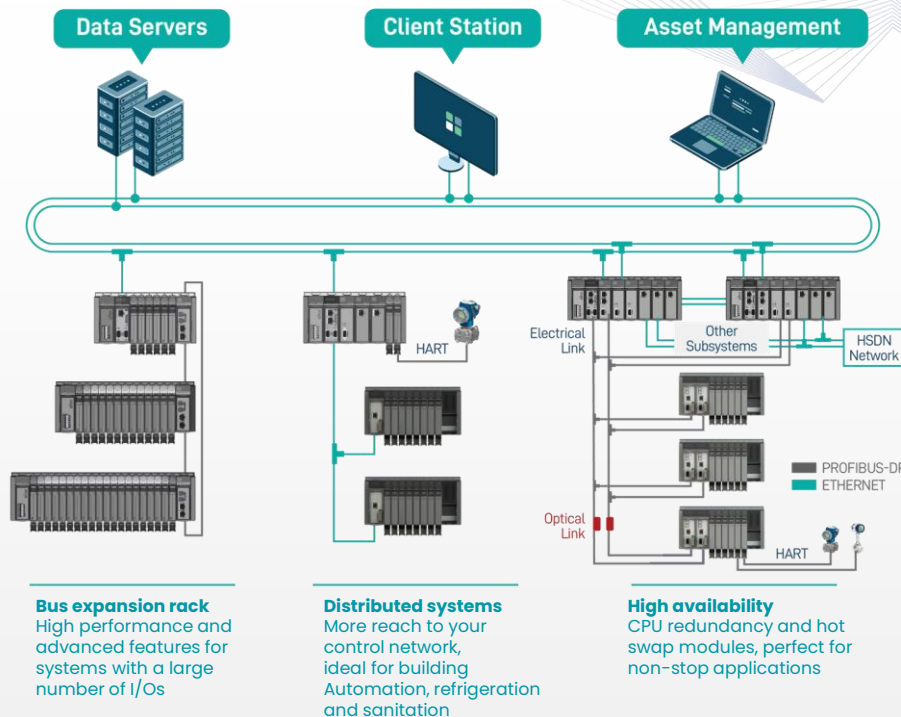 Data Servers
Client Station
Asset Management
HART
Electrical
Link
Other
Subsystems
HSDN
Network
PROFIBUS-DP
ETHERNET
Optical
Link
HART
Bus expansion rack
High performance and
advanced features for
systems with a large
number of I/Os
Distributed systems
More reach to your
control network,
ideal for building
Automation, refrigeration
and sanitation
High availability
CPU redundancy and hot
swap modules, perfect for
non-stop applications